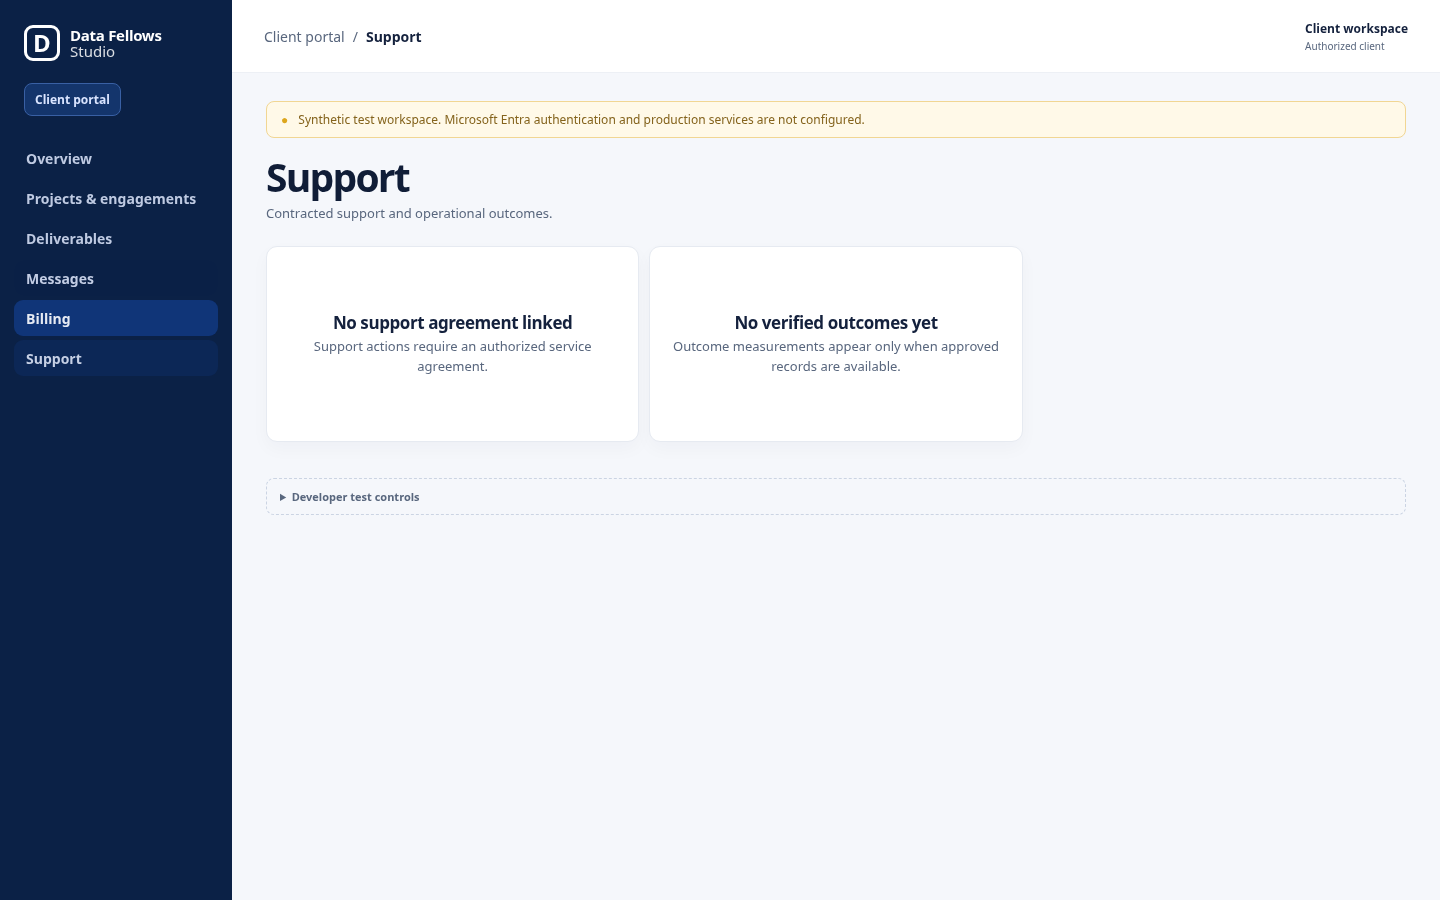 D
Data Fellows
Studio
Client portal
Overview
Projects & engagements
Deliverables
Messages
Billing
Support
Client portal / Support
Client workspace
Authorized client
Synthetic test workspace. Microsoft Entra authentication and production services are not configured.
Support
Contracted support and operational outcomes.
No support agreement linked
Support actions require an authorized service
agreement.
No verified outcomes yet
Outcome measurements appear only when approved
records are available.
Developer test controls